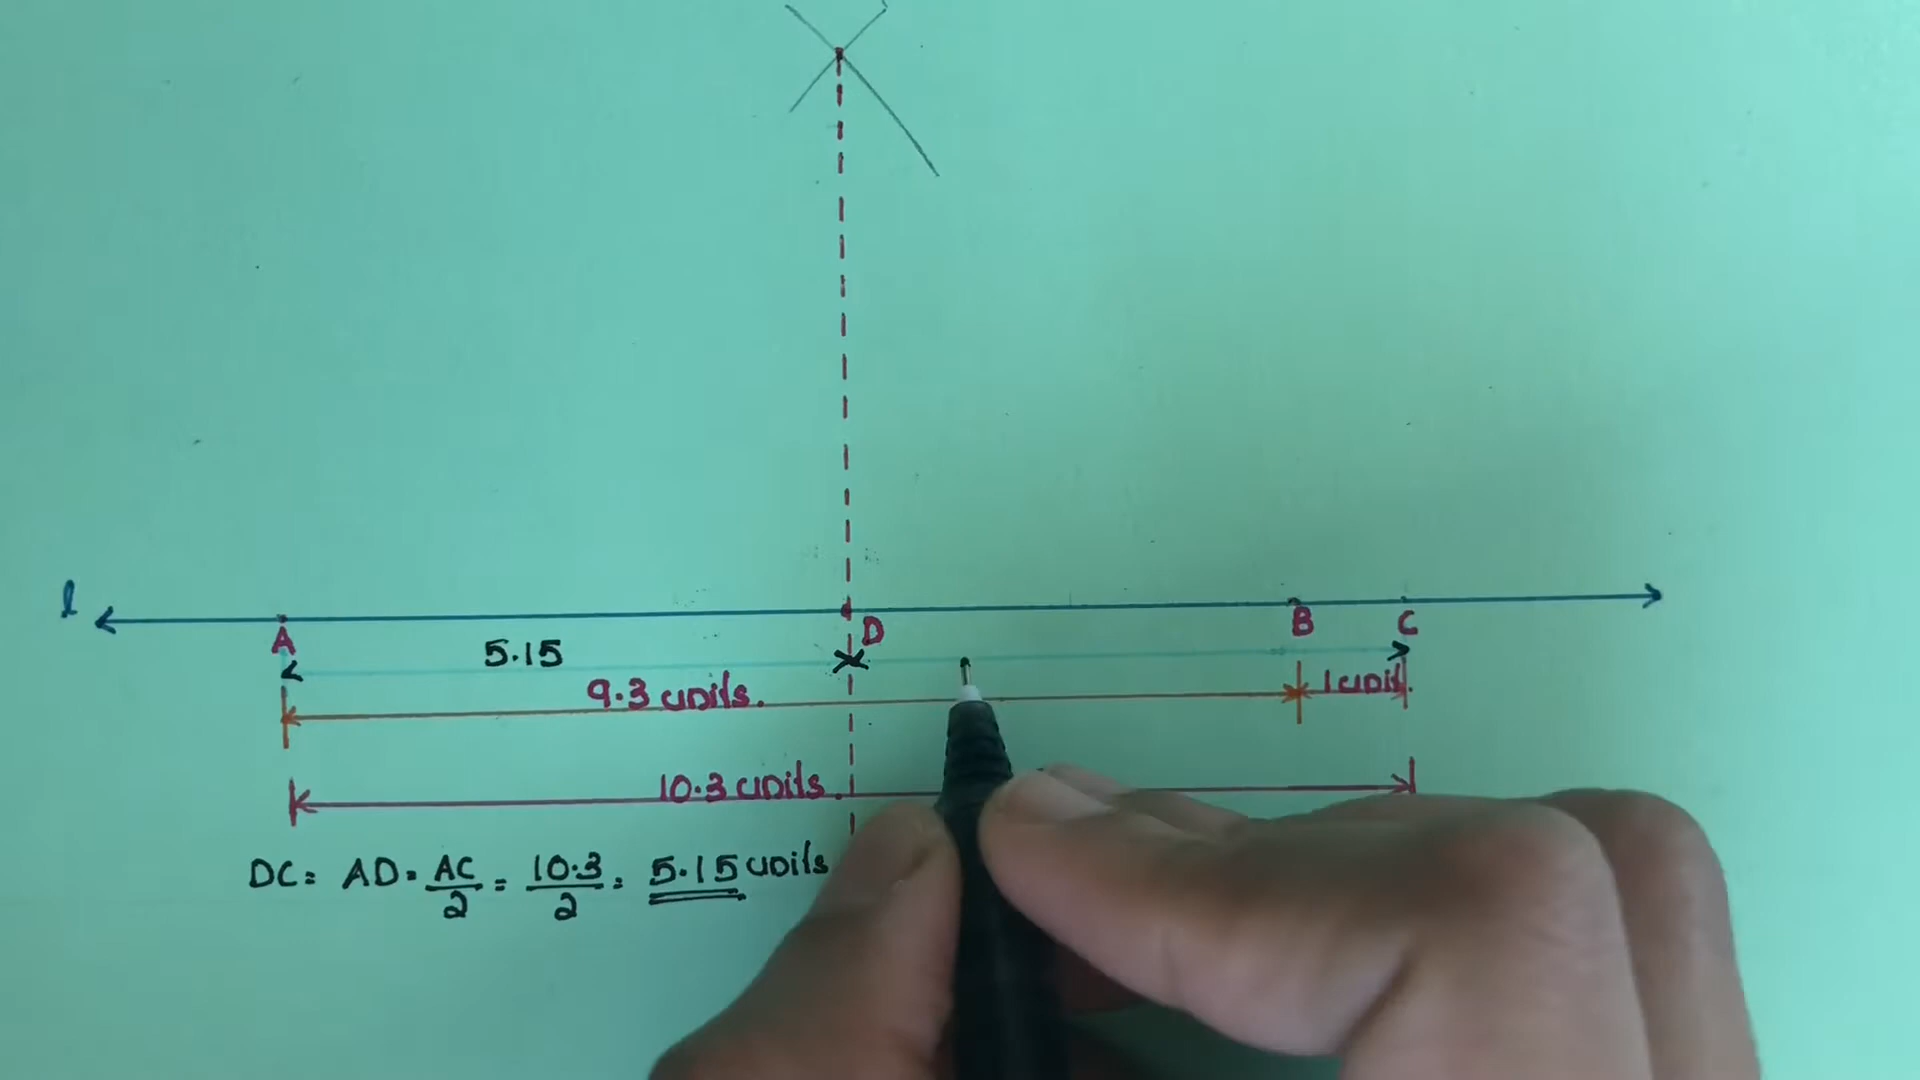 l
A D B C
5.15
9.3 units. 1 unit.
10.3 units.
DC = AD = AC/2 = 10.3/2 = 5.15 units